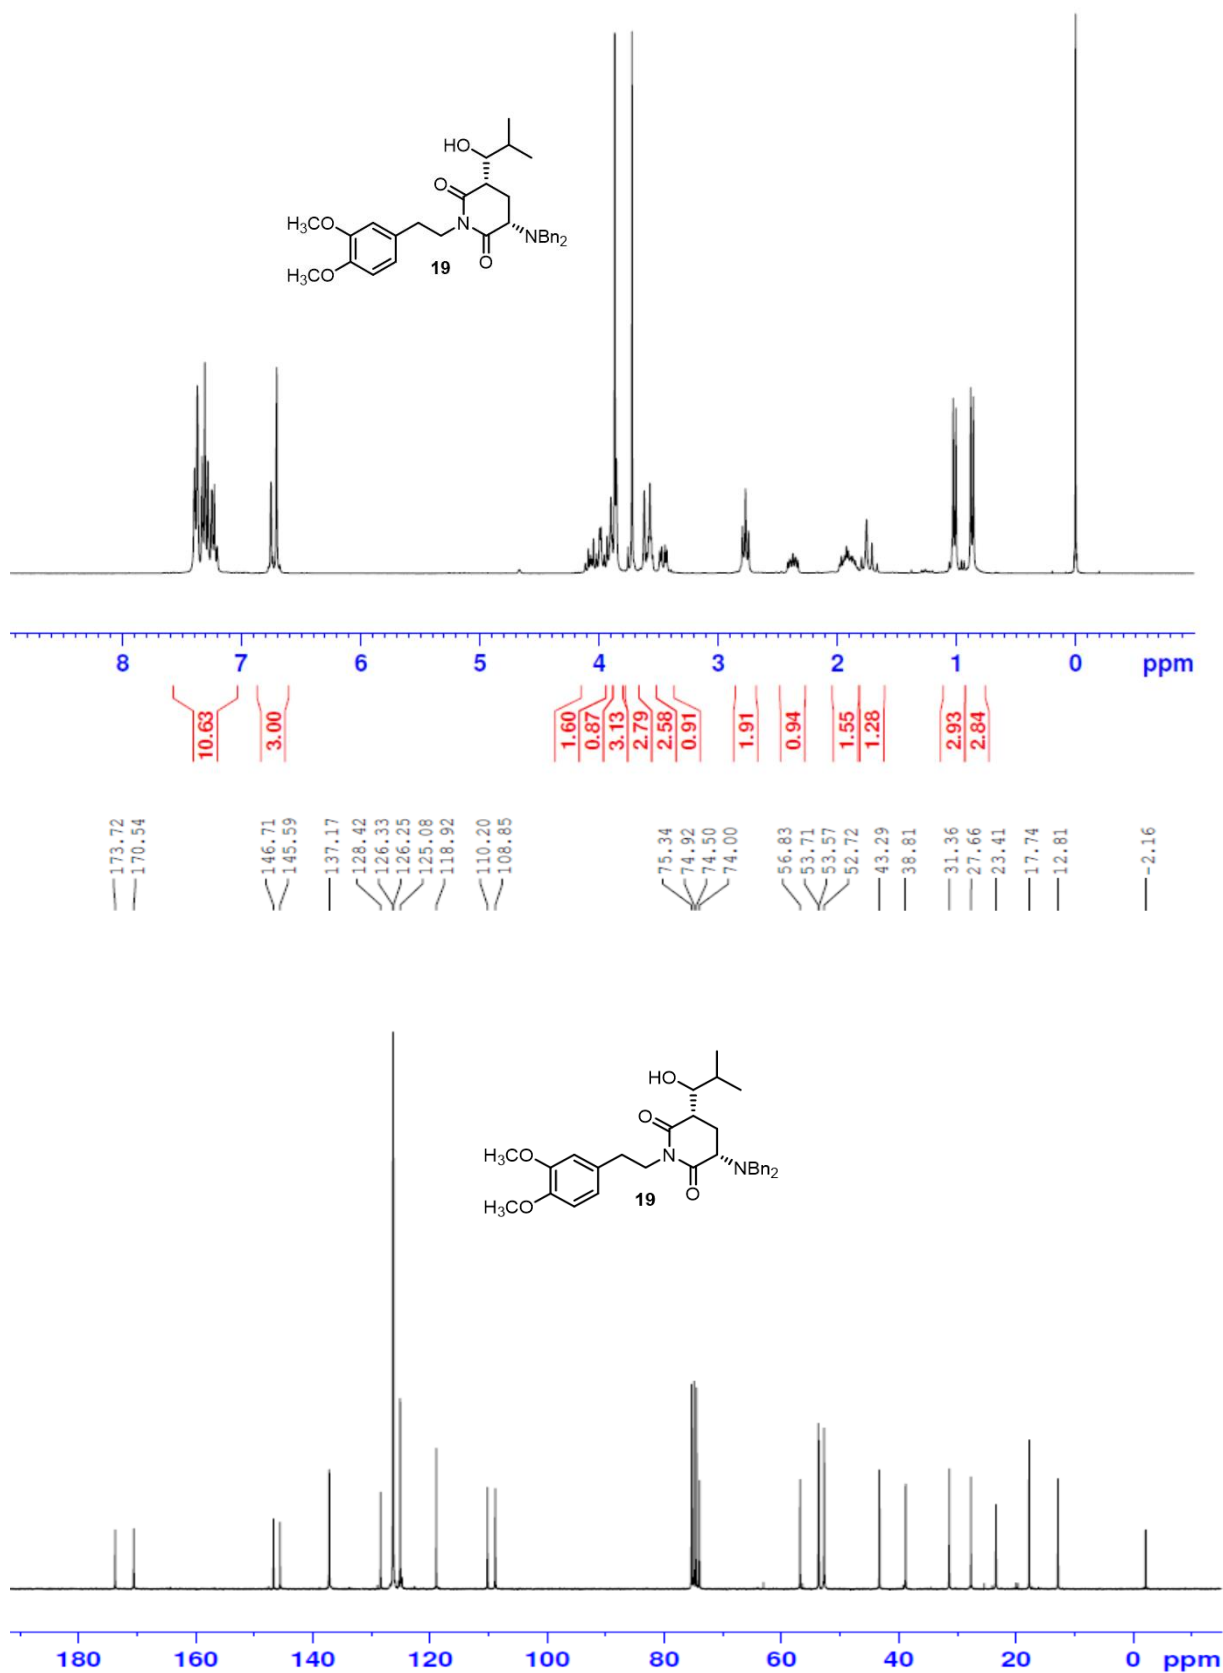 HO
O
H₃CO
N
NBn₂
H₃CO
19
O
8 7 6 5 4 3 2 1 0 ppm
10.63
3.00
1.60
0.87
3.13
2.79
2.58
0.91
1.91
0.94
1.55
1.28
2.93
2.84
173.72
170.54
146.71
145.59
137.17
128.42
126.33
126.25
125.08
118.92
110.20
108.85
75.34
74.92
74.50
74.00
56.83
53.71
53.57
52.72
43.29
38.81
31.36
27.66
23.41
17.74
12.81
-2.16
HO
O
H₃CO
N
NBn₂
H₃CO
19
O
180 160 140 120 100 80 60 40 20 0 ppm